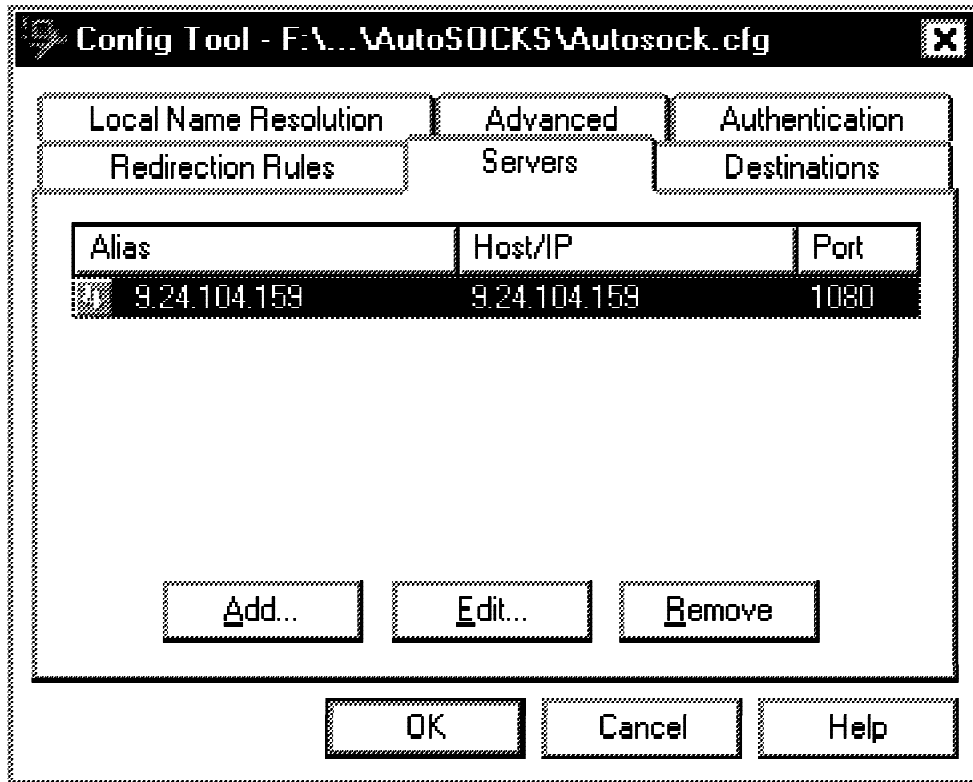 Config Tool - F:\...\AutoSOCKS\Autosock.cfg
Local Name Resolution Advanced Authentication
Redirection Rules Servers Destinations
Alias Host/IP Port
9.24.104.159 9.24.104.159 1080
Add... Edit... Remove
OK Cancel Help